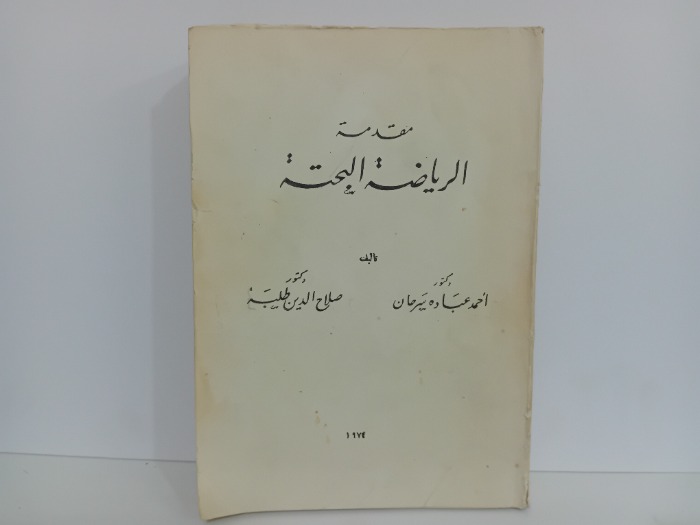 مقدمة
الرياضة البحتة
تأليف
دكتور
أحمد عباده سرحان
دكتور
صلاح الدين طلبة
١٩٧٤